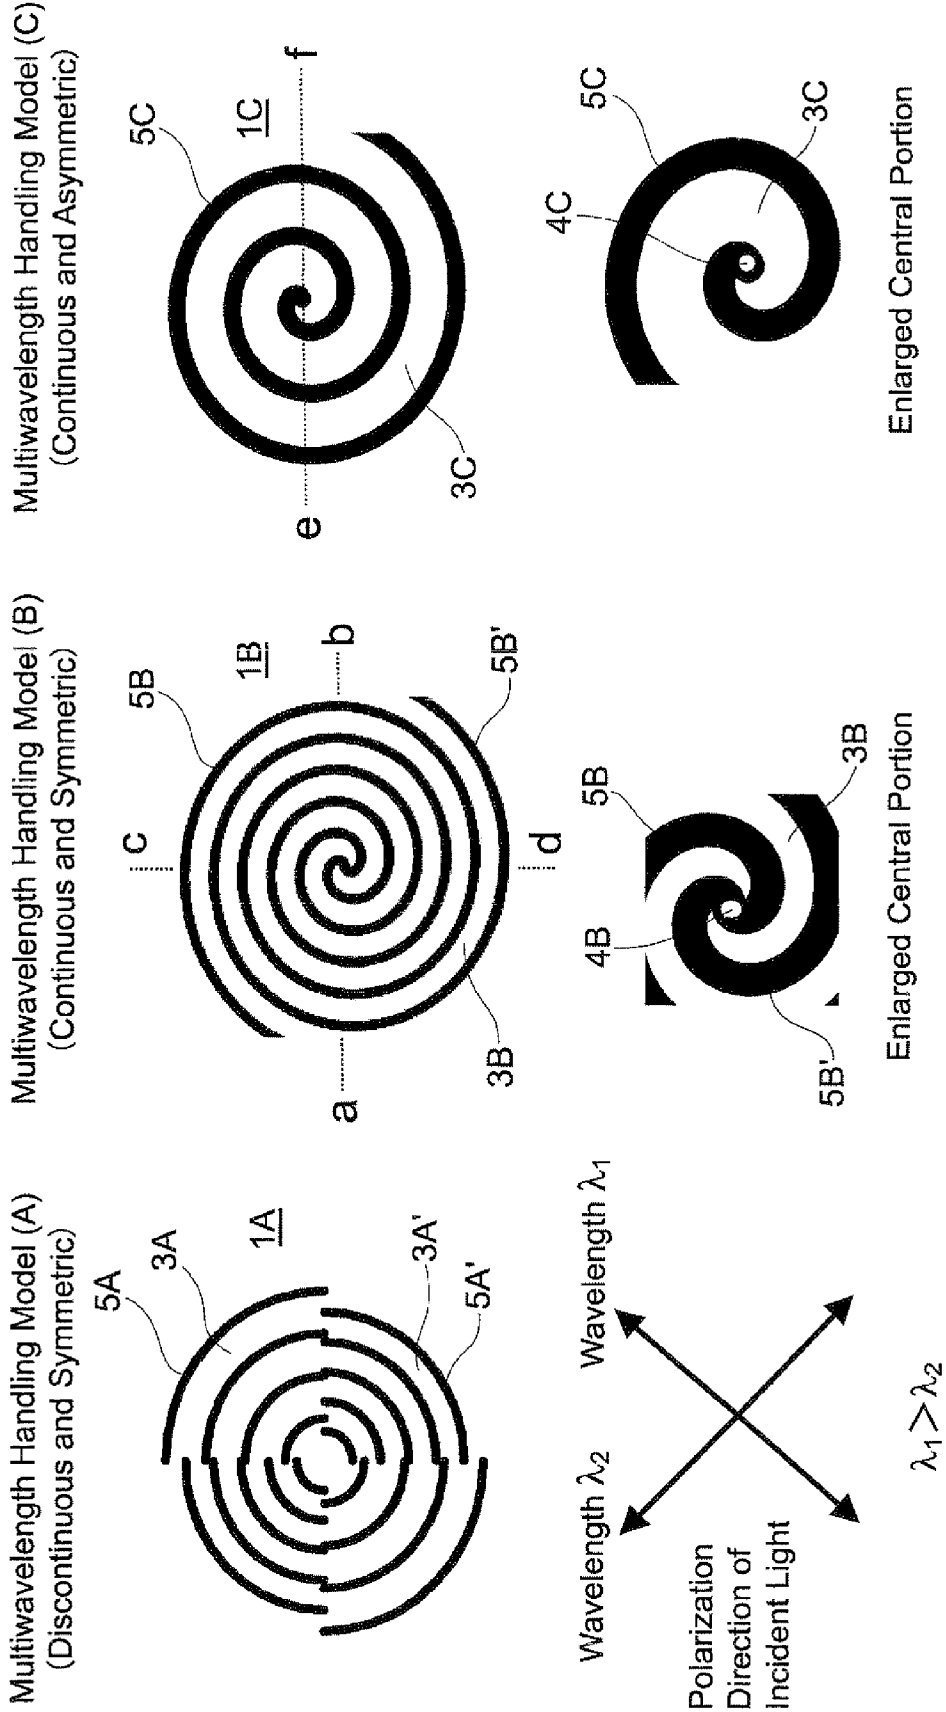 Multiwavelength Handling Model (A)
(Discontinuous and Symmetric)
5A
3A
1A
3A'
5A'
Wavelength λ2
Wavelength λ1
Polarization
Direction of
Incident Light
λ1>λ2
Multiwavelength Handling Model (B)
(Continuous and Symmetric)
c
5B
1B
a
b
3B
d
5B'
4B
5B
5B'
3B
Enlarged Central Portion
Multiwavelength Handling Model (C)
(Continuous and Asymmetric)
5C
1C
e
f
3C
4C
5C
3C
Enlarged Central Portion